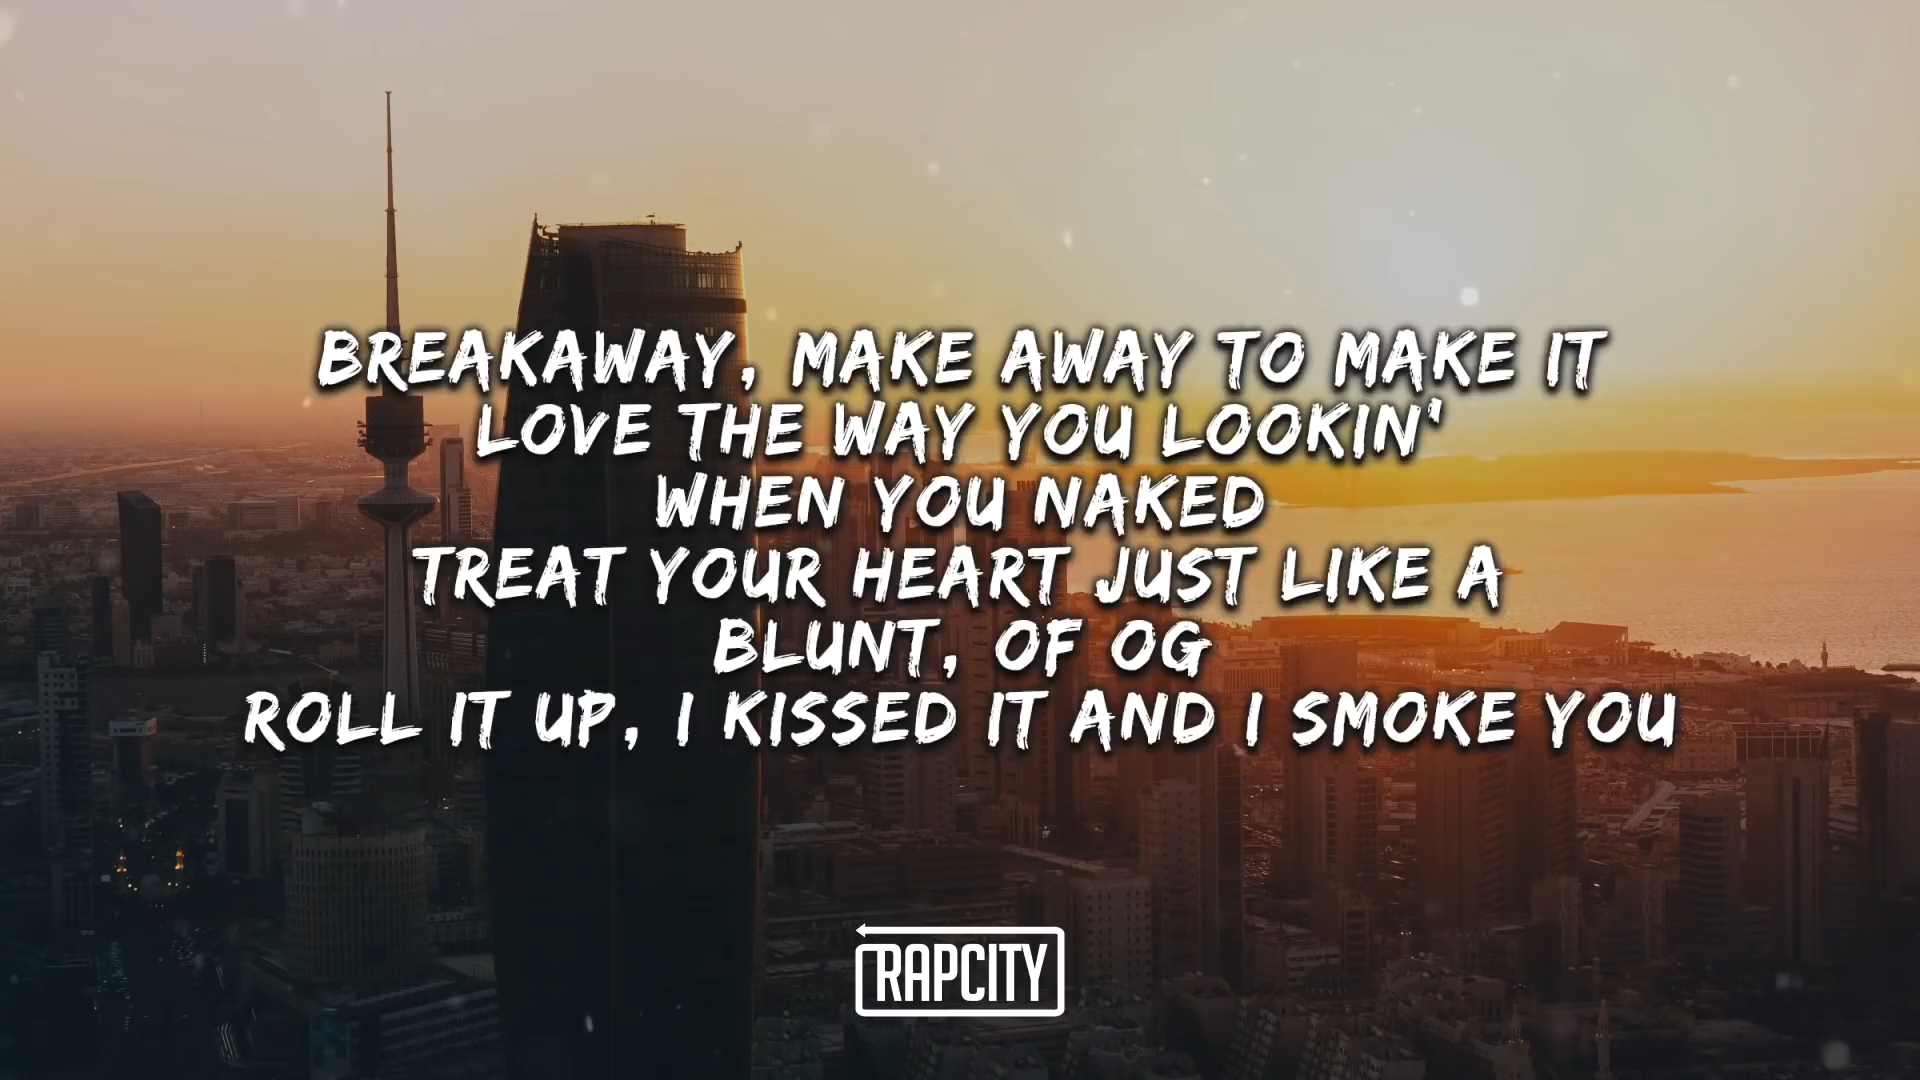 BREAKAWAY, MAKE AWAY TO MAKE IT
LOVE THE WAY YOU LOOKIN'
WHEN YOU NAKED
TREAT YOUR HEART JUST LIKE A
BLUNT, OF OG
ROLL IT UP, I KISSED IT AND I SMOKE YOU
RAPCITY